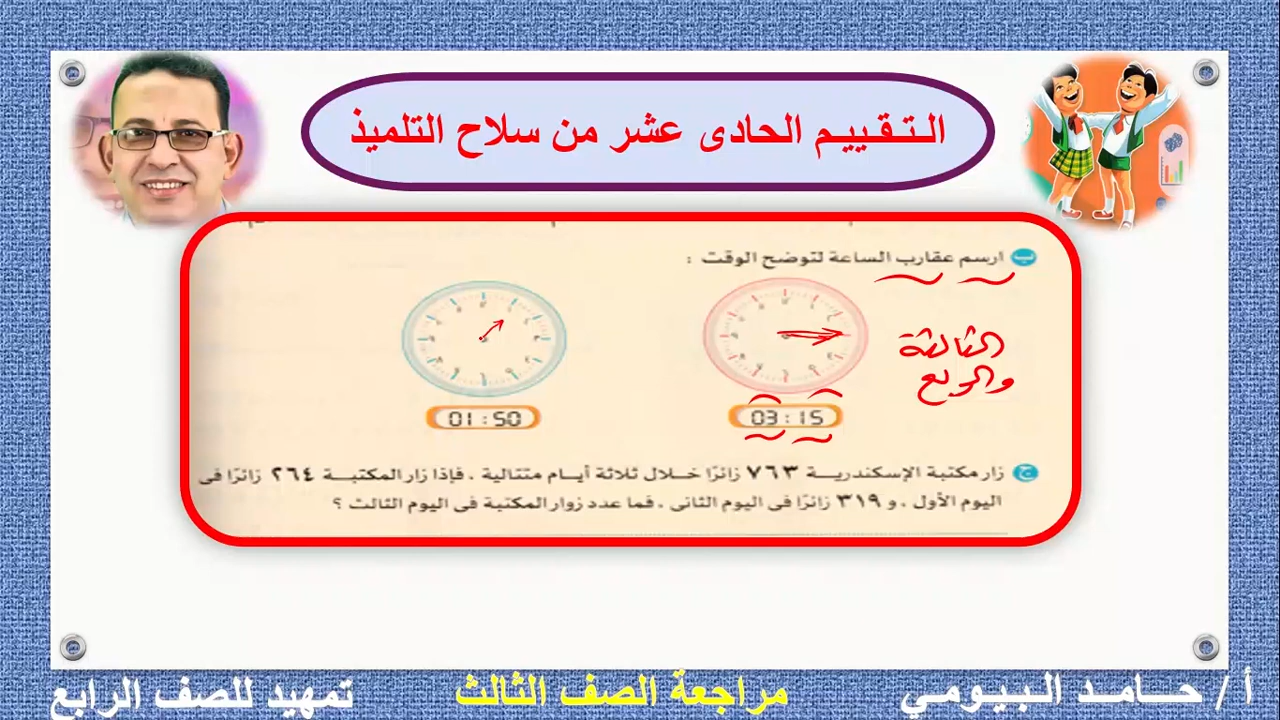 التقييم الحادى عشر من سلاح التلميذ
ب ارسم عقارب الساعة لتوضح الوقت :
الثالثة
والربع
03:15
01:50
ج زار مكتبة الإسكندرية ٧٦٣ زائرًا خلال ثلاثة أيام متتالية ، فإذا زار المكتبة ٢٦٤ زائرًا فى
اليوم الأول ، و ٣١٩ زائرًا فى اليوم الثانى ، فما عدد زوار المكتبة فى اليوم الثالث ؟
أ / حامد البيومي
مراجعة الصف الثالث
تمهيد للصف الرابع